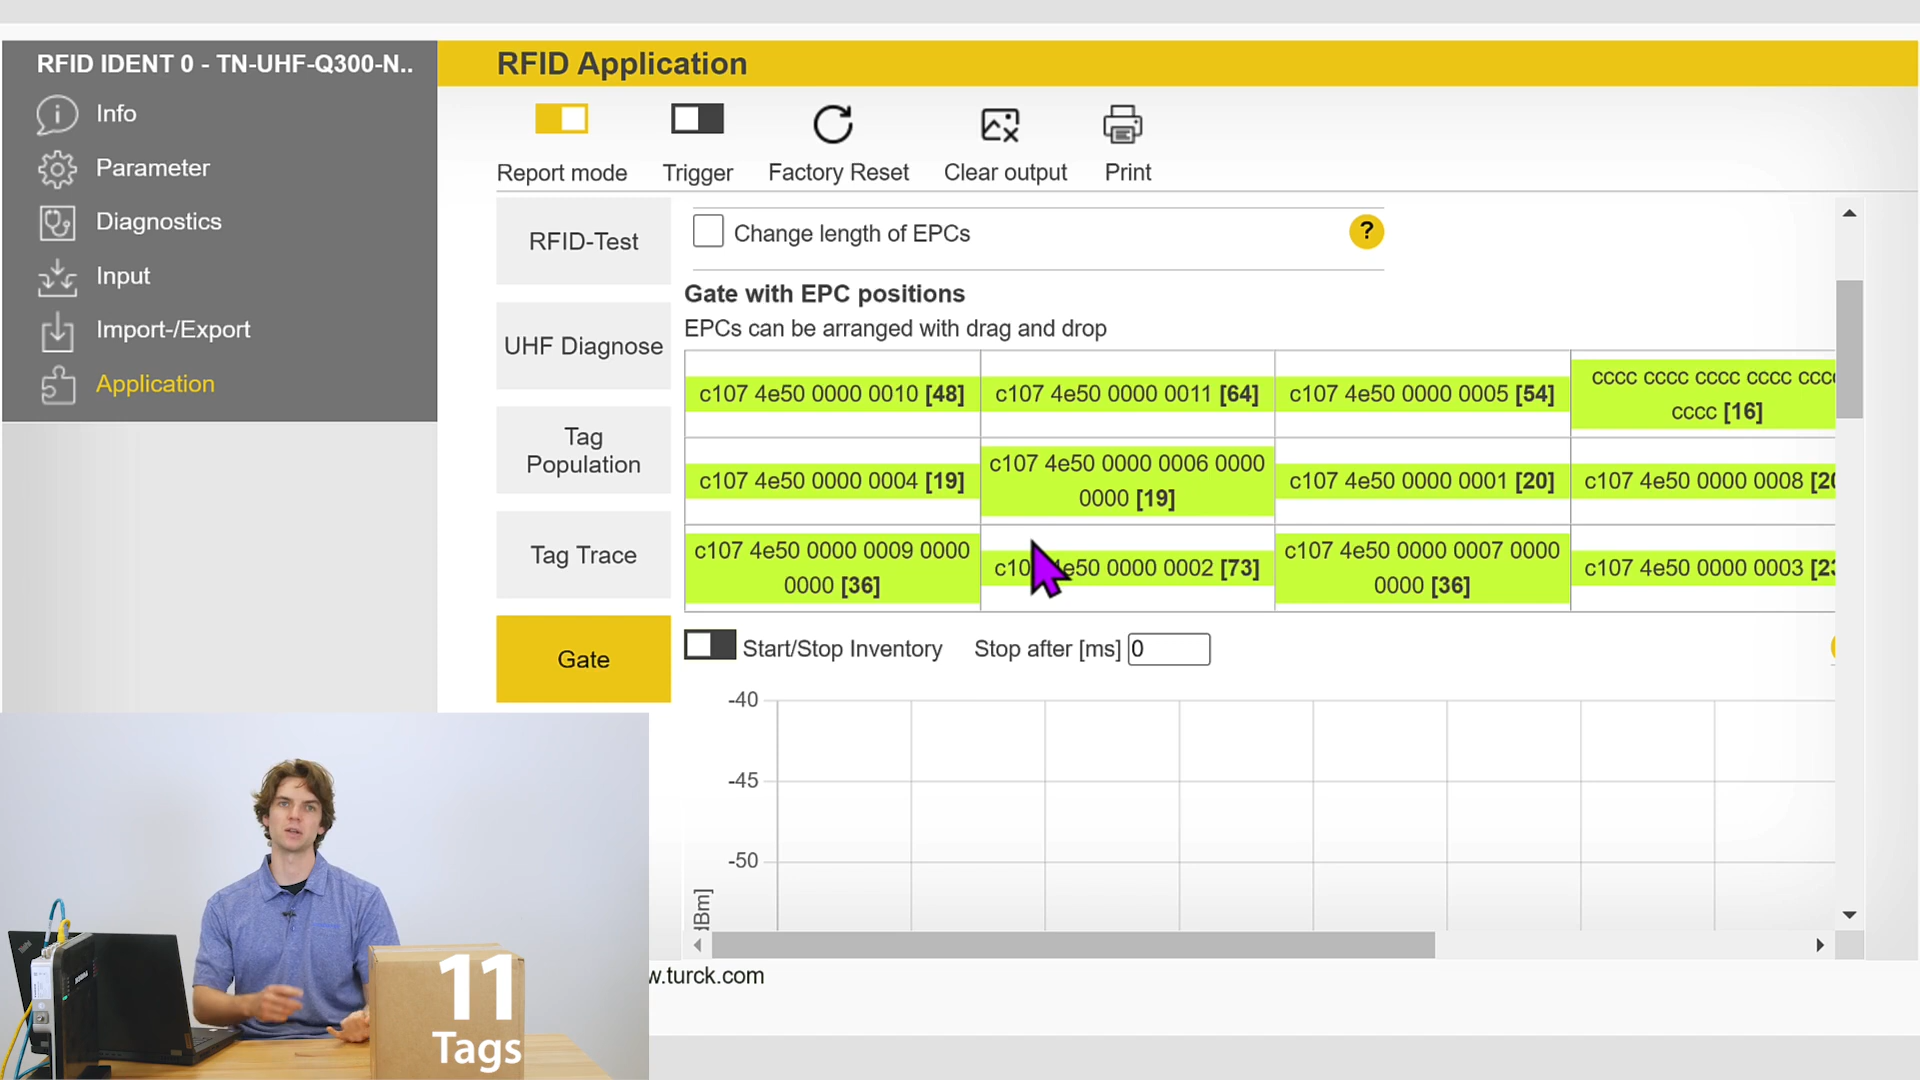 RFID IDENT 0 - TN-UHF-Q300-N..
Info
Parameter
Diagnostics
Input
Import-/Export
Application
RFID Application
Report mode
Trigger
Factory Reset
Clear output
Print
RFID-Test
UHF Diagnose
Tag
Population
Tag Trace
Gate
Change length of EPCs
?
Gate with EPC positions
EPCs can be arranged with drag and drop
c107 4e50 0000 0010 [48]
c107 4e50 0000 0011 [64]
c107 4e50 0000 0005 [54]
cccc cccc cccc cccc cccc
cccc [16]
c107 4e50 0000 0004 [19]
c107 4e50 0000 0006 0000
0000 [19]
c107 4e50 0000 0001 [20]
c107 4e50 0000 0008
c107 4e50 0000 0009 0000
0000 [36]
4e50 0000 0002 [73]
c107 4e50 0000 0007 0000
0000 [36]
c107 4e50 0000 0003
Start/Stop Inventory
Stop after [ms] 0
-40
-45
-50
dBm]
w.turck.com
11
Tags